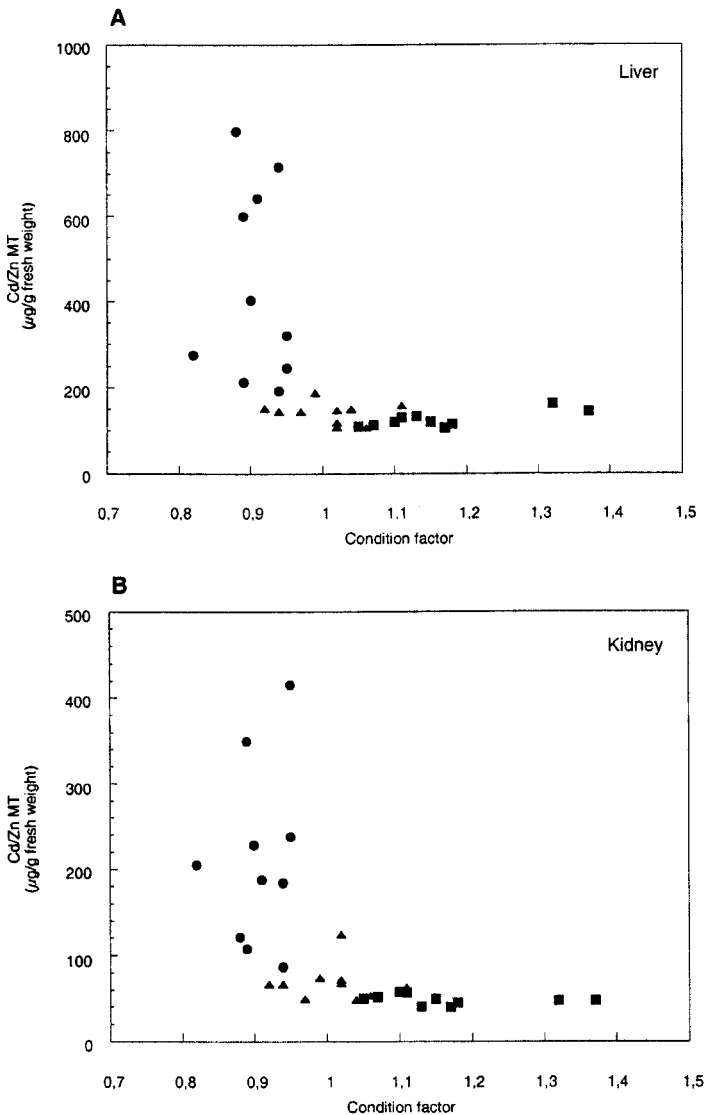 A
Liver
Cd/Zn MT
(µg/g fresh weight)
1000
800
600
400
200
0
0,7 0,8 0,9 1 1,1 1,2 1,3 1,4 1,5
Condition factor
B
Kidney
Cd/Zn MT
(µg/g fresh weight)
500
400
300
200
100
0
0,7 0,8 0,9 1 1,1 1,2 1,3 1,4 1,5
Condition factor